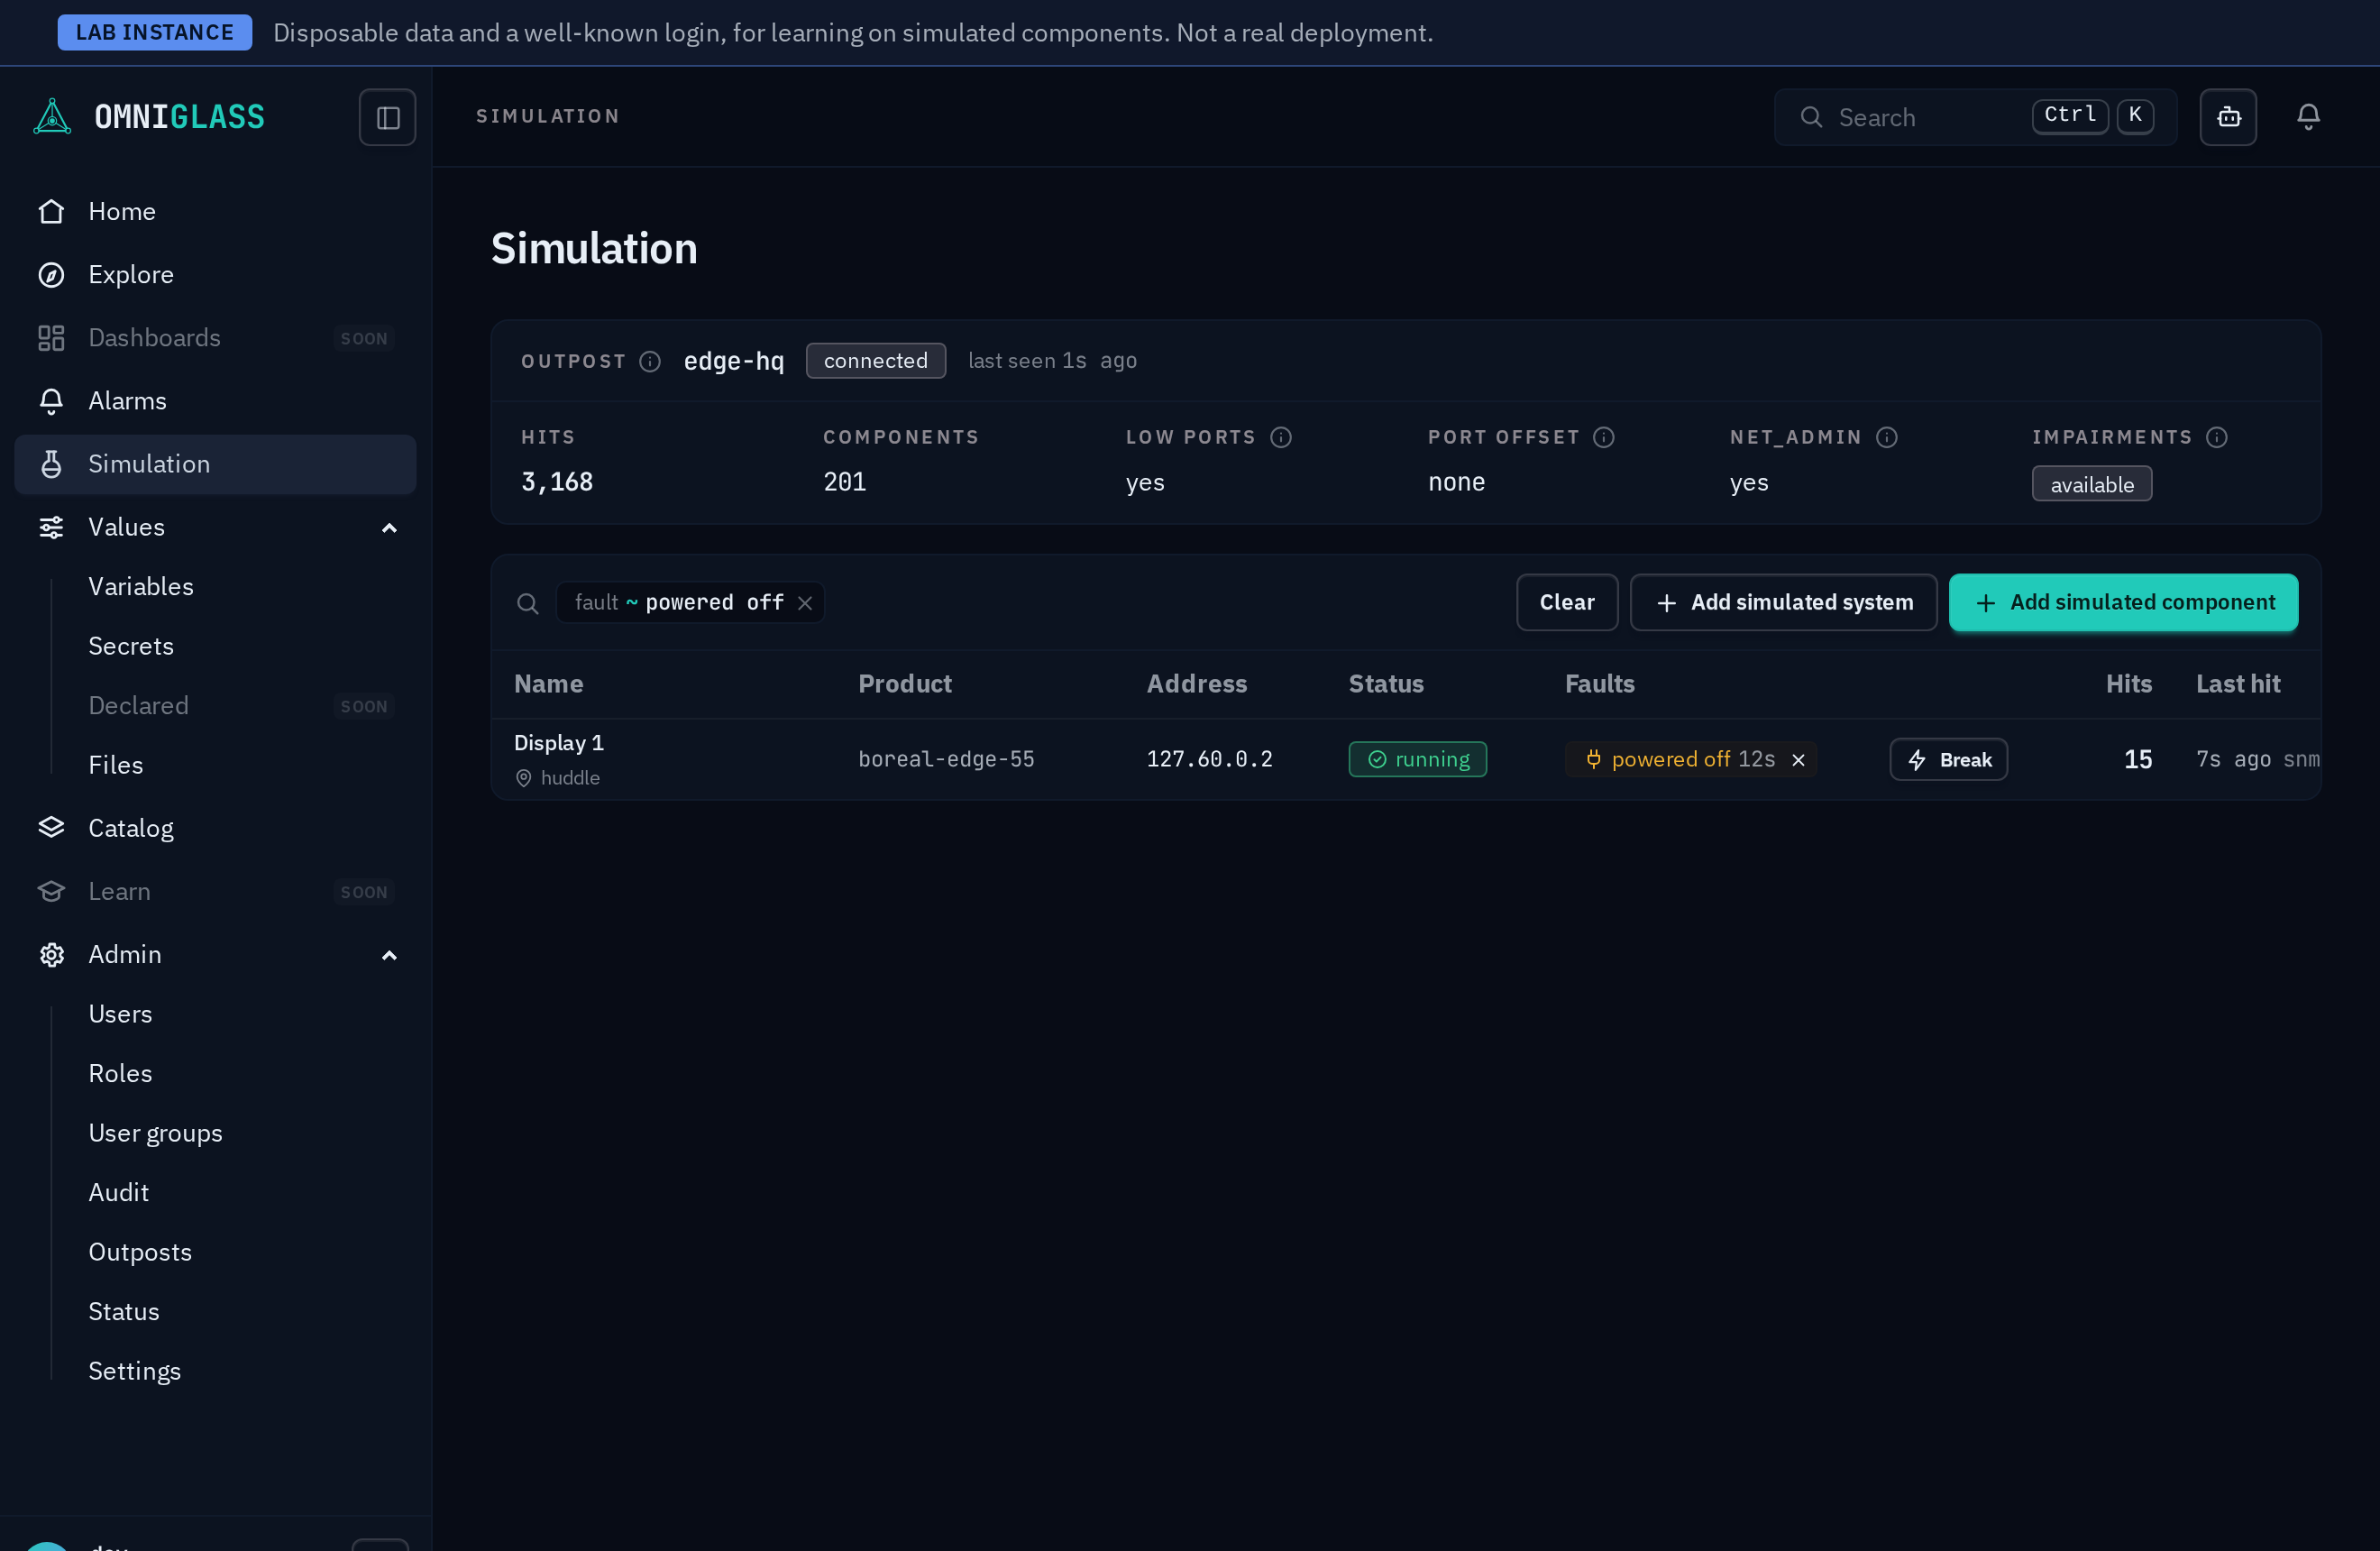 LAB INSTANCE Disposable data and a well-known login, for learning on simulated components. Not a real deployment.
OMNIGLASS
SIMULATION
Search Ctrl K
Home
Explore
Dashboards SOON
Alarms
Simulation
Values
Variables
Secrets
Declared SOON
Files
Catalog
Learn SOON
Admin
Users
Roles
User groups
Audit
Outposts
Status
Settings
Simulation
OUTPOST edge-hq connected last seen 1s ago
HITS COMPONENTS LOW PORTS PORT OFFSET NET_ADMIN IMPAIRMENTS
3,168 201 yes none yes available
fault ~ powered off Clear Add simulated system Add simulated component
Name Product Address Status Faults Hits Last hit
Display 1 boreal-edge-55 127.60.0.2 running powered off 12s Break 15 7s ago snm
huddle